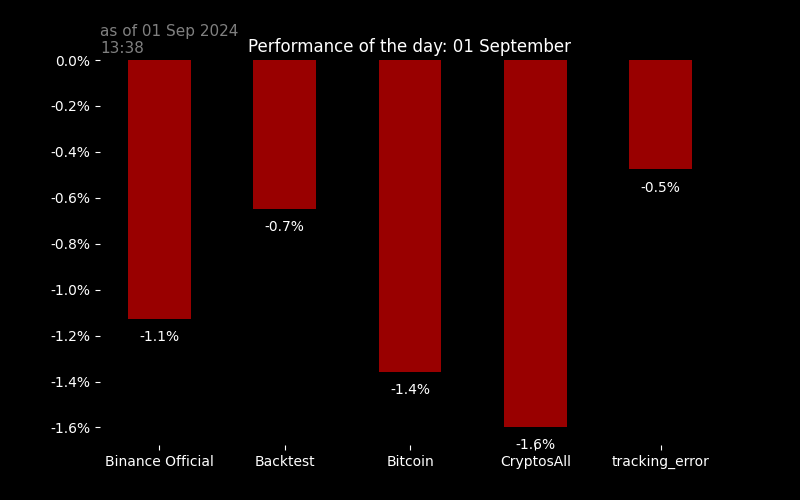 as of 01 Sep 2024
13:38
Performance of the day: 01 September
0.0%
-0.2%
-0.4%
-0.6%
-0.8%
-1.0%
-1.2%
-1.4%
-1.6%
-1.1%
-0.7%
-1.4%
-1.6%
-0.5%
Binance Official
Backtest
Bitcoin
CryptosAll
tracking_error